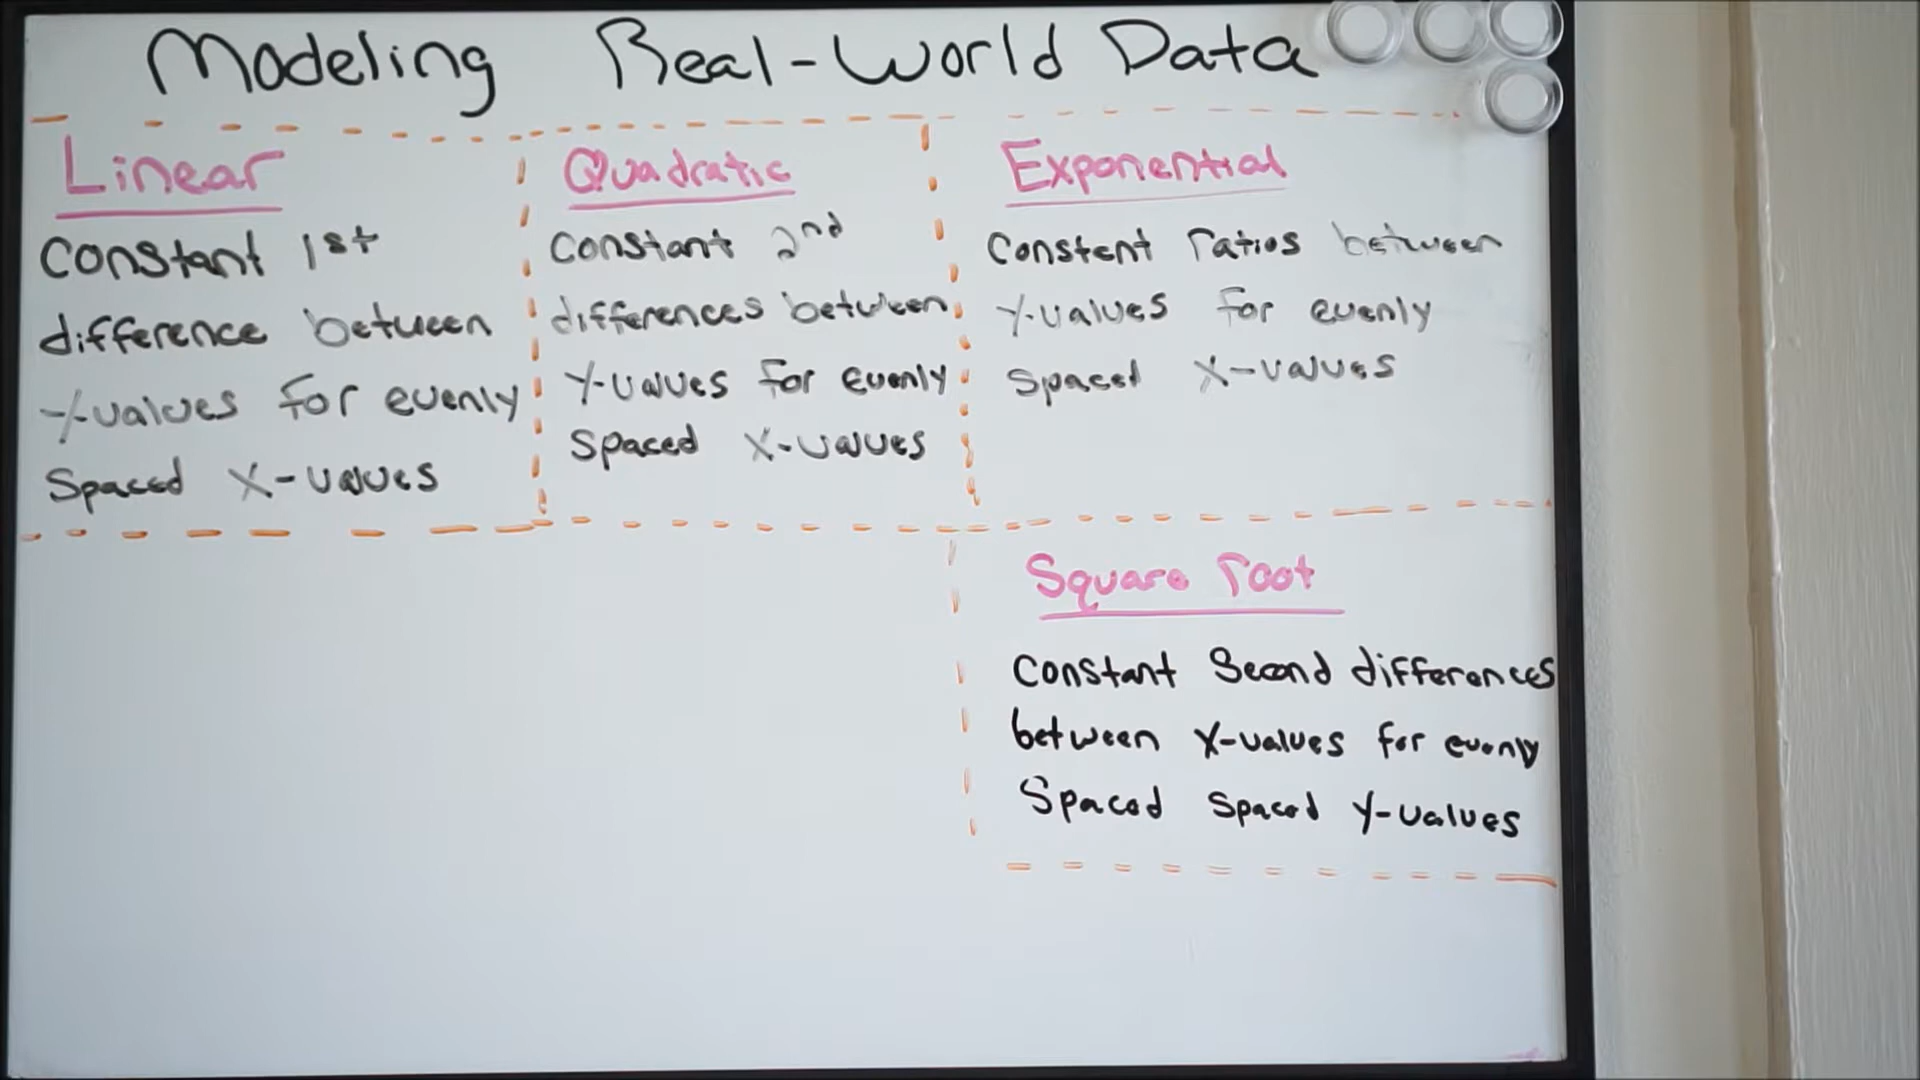 Modeling Real-World Data
Linear
Constant 1st
difference between
Y-values for evenly
Spaced X-values
Quadratic
Constant 2nd
differences between
Y-values for evenly
Spaced X-values
Exponential
Constent ratios between
Y-values for evenly
Spaced X-values
Square root
Constant Second differences
between X-values for evenly
Spaced Spaced Y-values